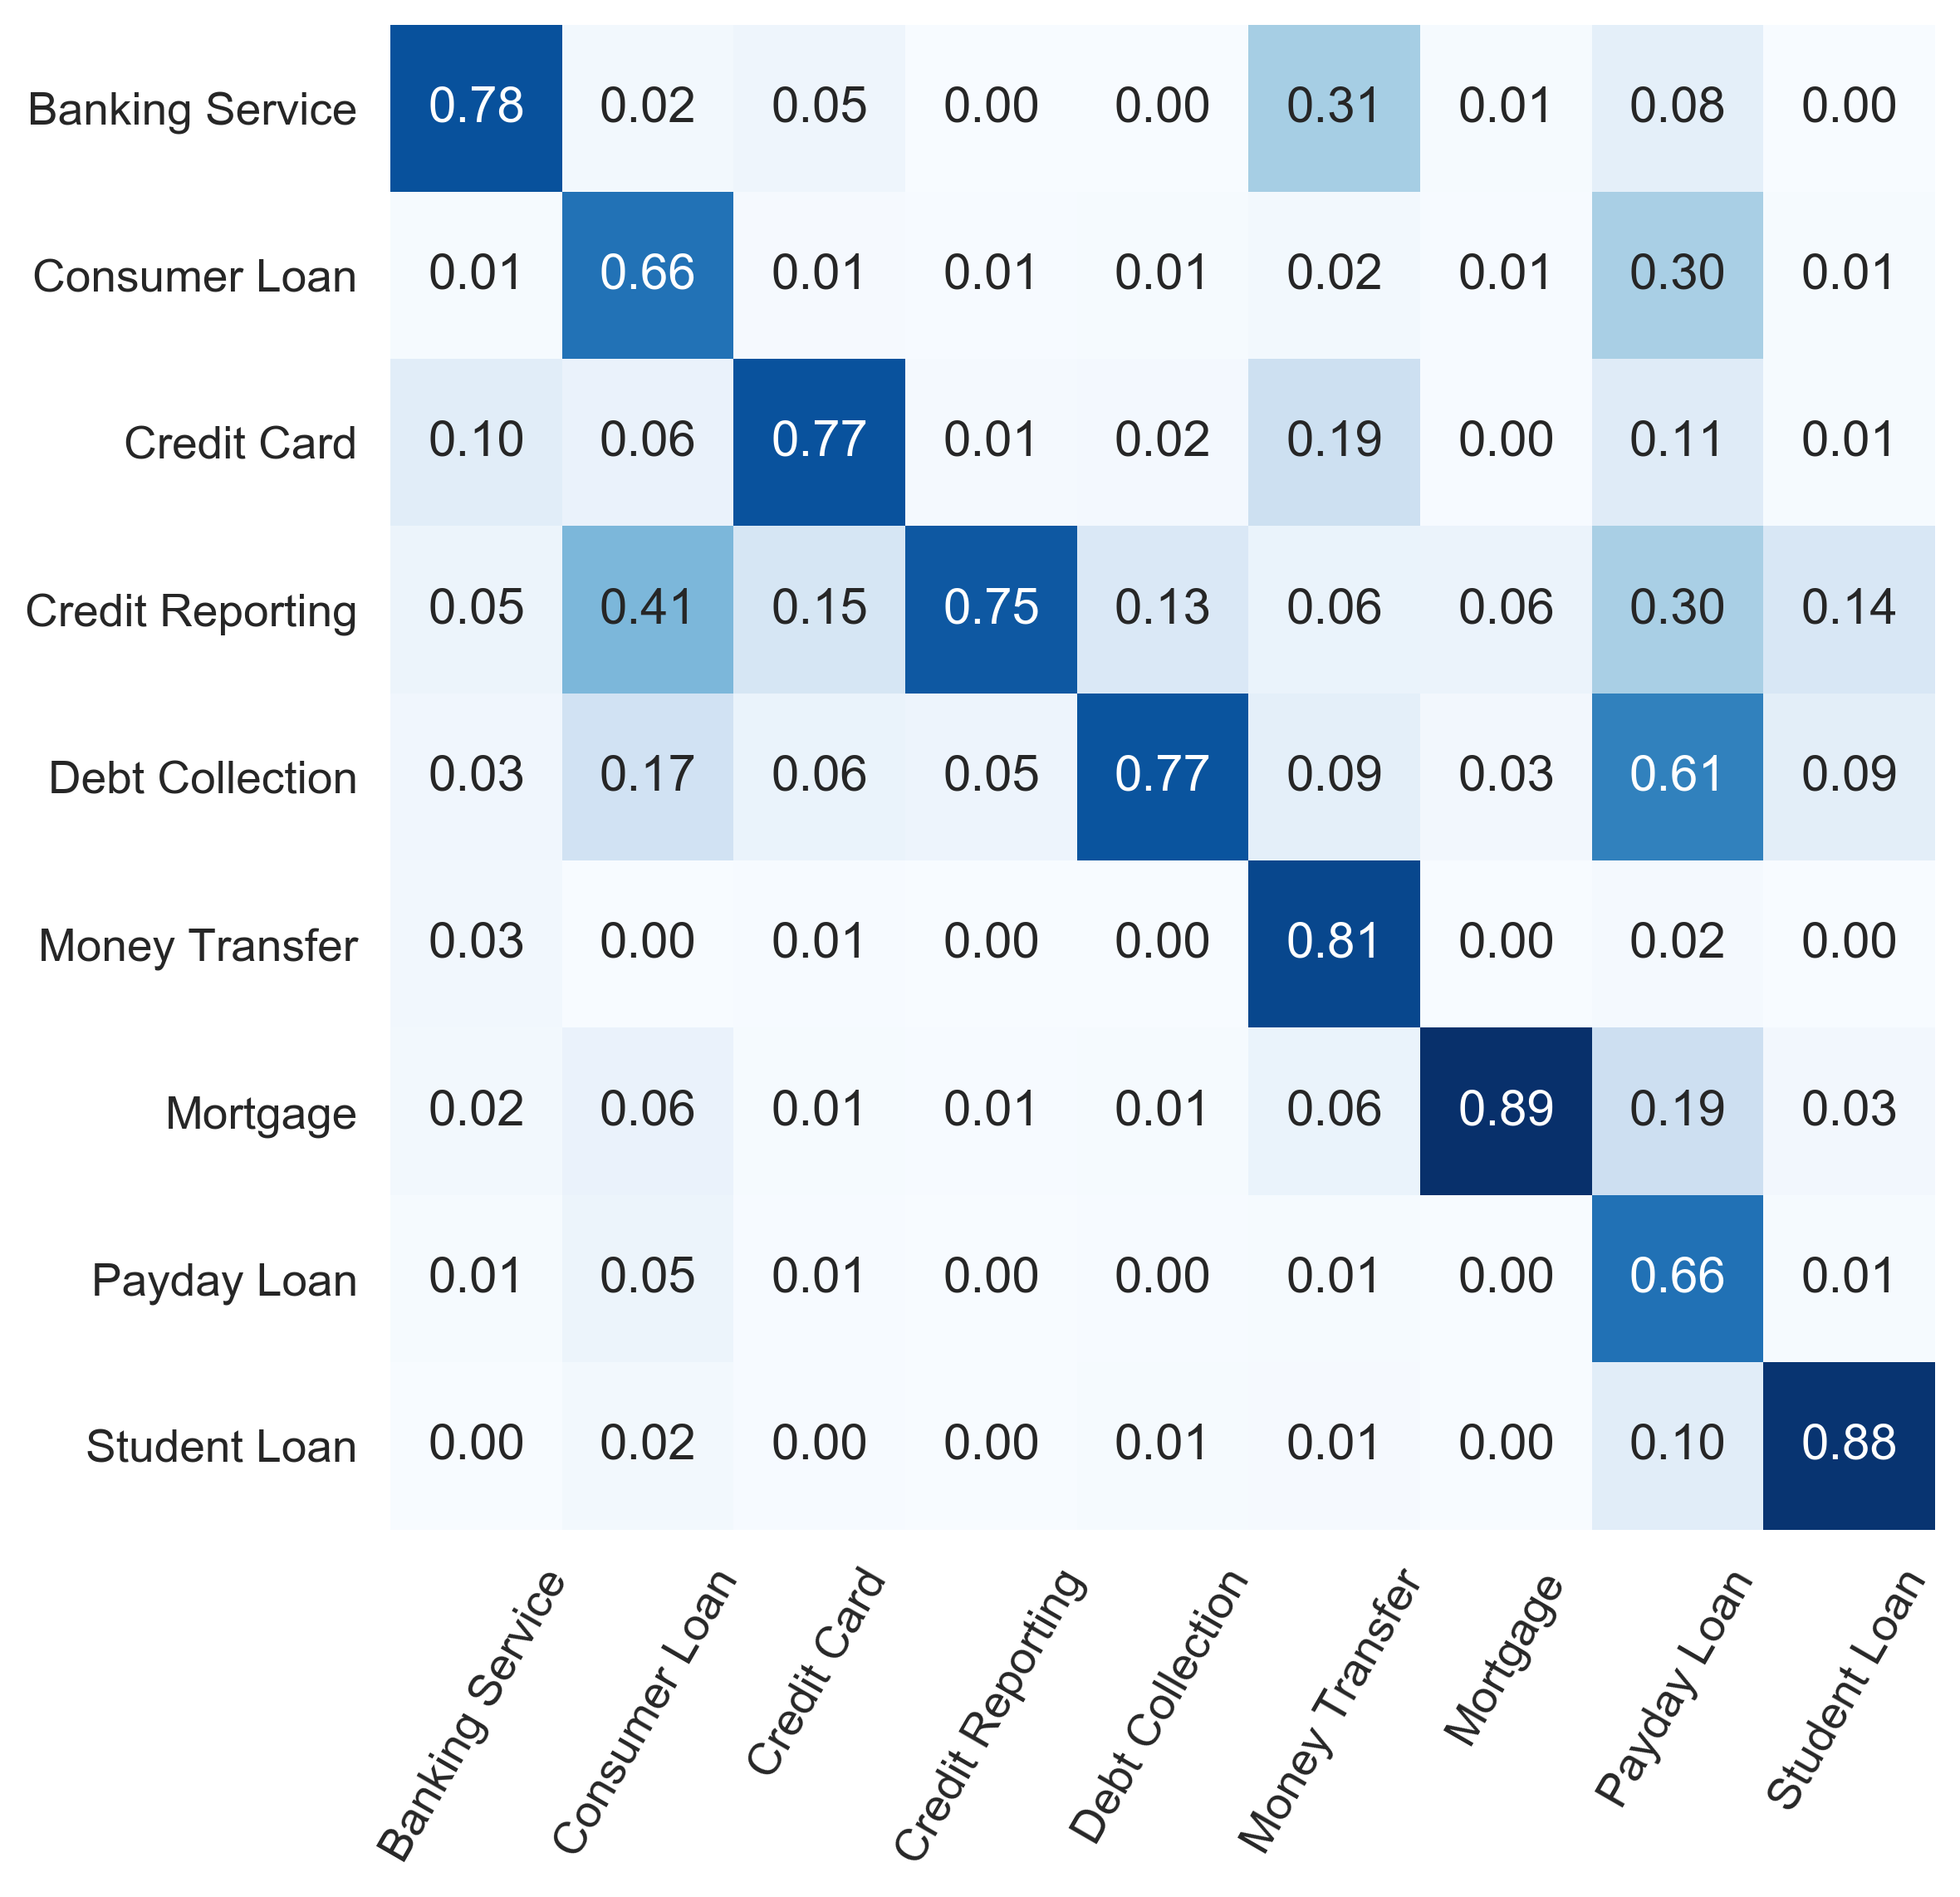 Banking Service 0.78 0.02 0.05 0.00 0.00 0.31 0.01 0.08 0.00
Consumer Loan 0.01 0.66 0.01 0.01 0.01 0.02 0.01 0.30 0.01
Credit Card 0.10 0.06 0.77 0.01 0.02 0.19 0.00 0.11 0.01
Credit Reporting 0.05 0.41 0.15 0.75 0.13 0.06 0.06 0.30 0.14
Debt Collection 0.03 0.17 0.06 0.05 0.77 0.09 0.03 0.61 0.09
Money Transfer 0.03 0.00 0.01 0.00 0.00 0.81 0.00 0.02 0.00
Mortgage 0.02 0.06 0.01 0.01 0.01 0.06 0.89 0.19 0.03
Payday Loan 0.01 0.05 0.01 0.00 0.00 0.01 0.00 0.66 0.01
Student Loan 0.00 0.02 0.00 0.00 0.01 0.01 0.00 0.10 0.88
Banking Service
Consumer Loan
Credit Card
Credit Reporting
Debt Collection
Money Transfer
Mortgage
Payday Loan
Student Loan